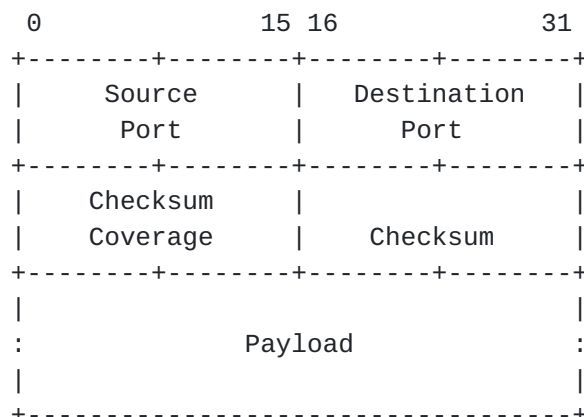 0 15 16 31
+--------+--------+--------+--------+
| Source | Destination |
| Port | Port |
+--------+--------+--------+--------+
| Checksum | |
| Coverage | Checksum |
+--------+--------+--------+--------+
| |
: Payload :
| |
+-----------------------------------+